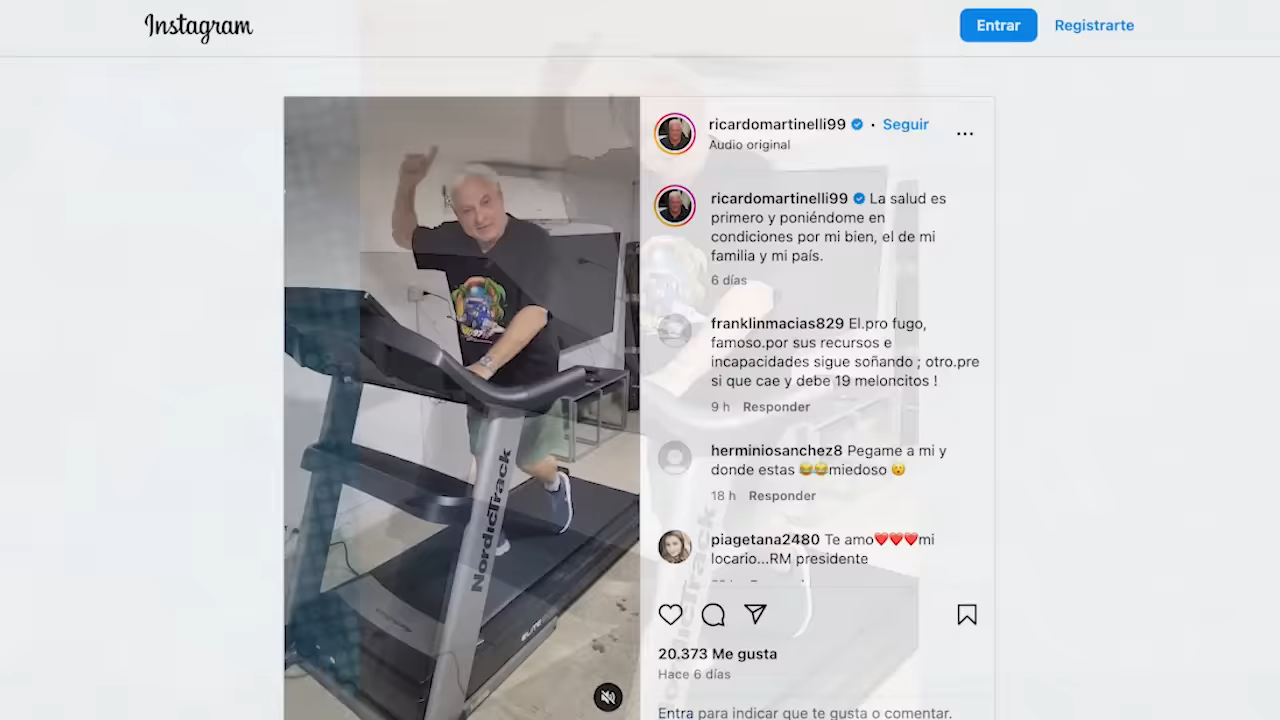 Instagram
Entrar
Registrarte
ricardomartinelli99 · Seguir
Audio original
ricardomartinelli99 La salud es
primero y poniéndome en
condiciones por mi bien, el de mi
familia y mi país.
6 días
franklinmacias829 El.pro fugo,
famoso.por sus recursos e
incapacidades sigue soñando ; otro.pre
si que cae y debe 19 meloncitos !
9 h Responder
herminiosanchez8 Pegame a mi y
donde estas 😂😂miedoso 😯
18 h Responder
piagetana2480 Te amo❤️❤️❤️mi
locario...RM presidente
20.373 Me gusta
Hace 6 días
Entra para indicar que te gusta o comentar.
NordicTrack
ELITE